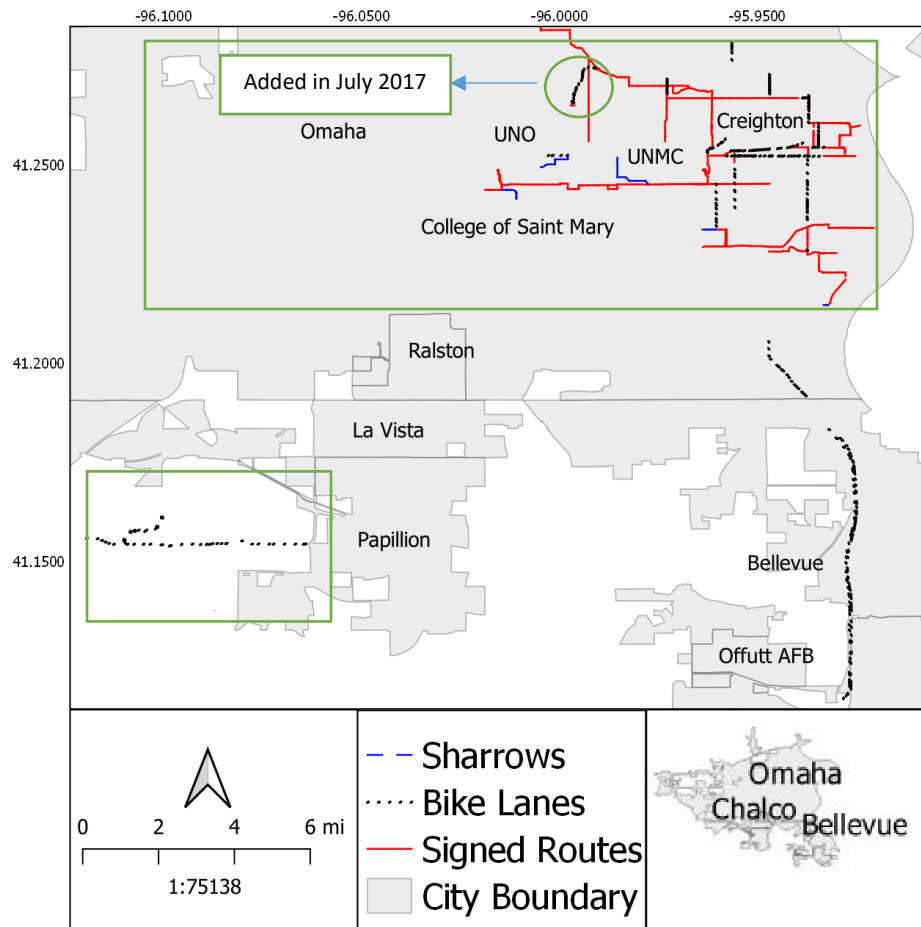 -96.1000 -96.0500 -96.0000 -95.9500
Added in July 2017
Omaha
UNO
Creighton
UNMC
41.2500
College of Saint Mary
41.2000
Ralston
La Vista
Papillion
41.1500
Bellevue
Offutt AFB
0 2 4 6 mi
1:75138
Sharrows
Bike Lanes
Signed Routes
City Boundary
Omaha
Chalco
Bellevue